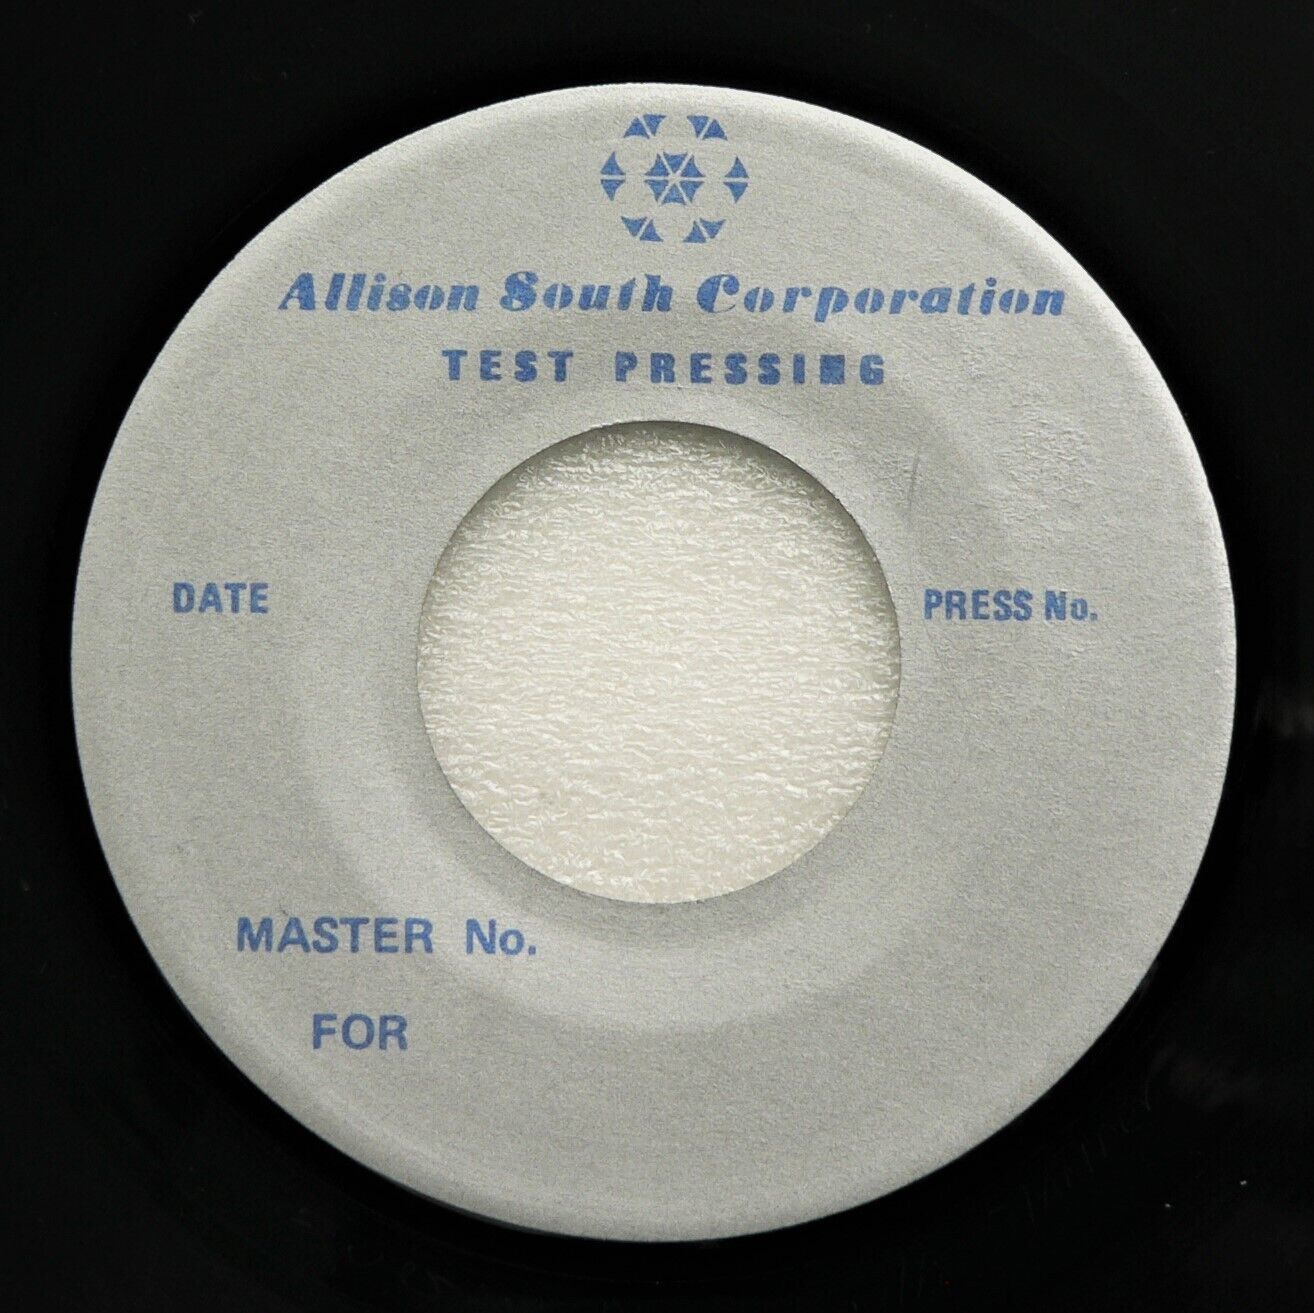 Allison South Corporation
TEST PRESSING
DATE
PRESS No.
MASTER No.
FOR